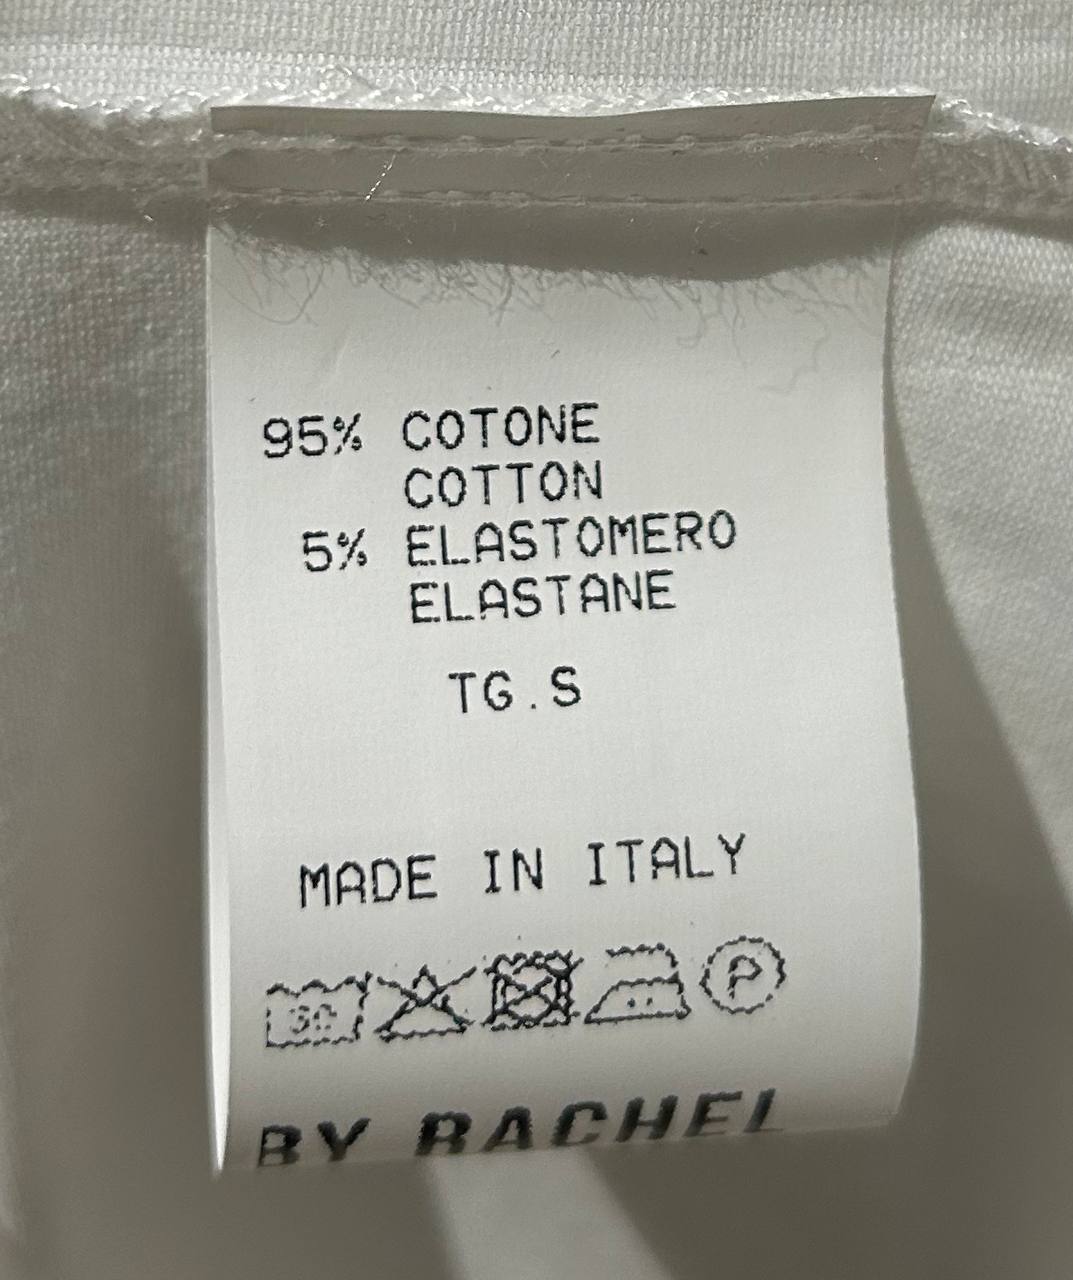 95% COTONE
COTTON
5% ELASTOMERO
ELASTANE
TG.S
MADE IN ITALY
30
P
BY RACHEL